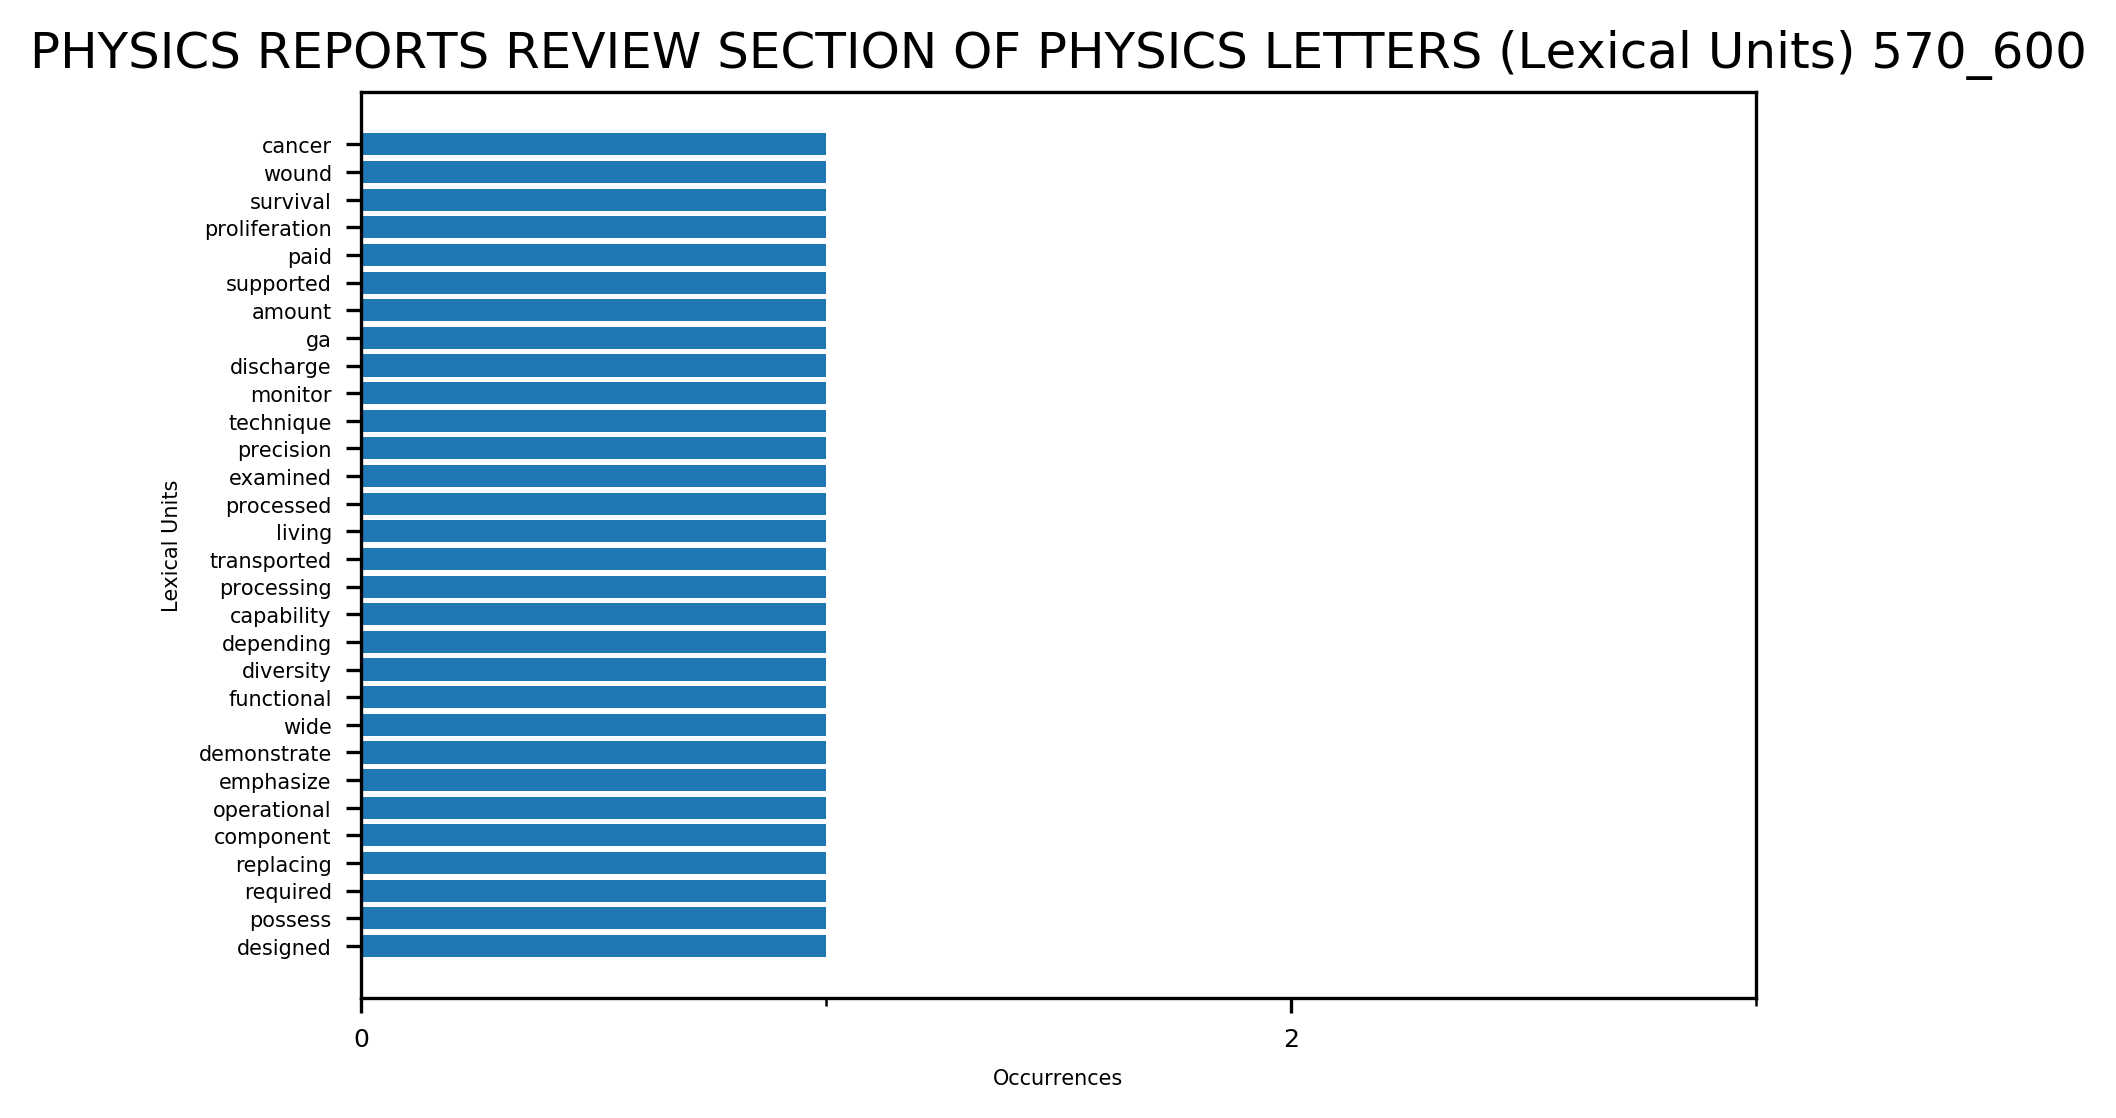 PHYSICS REPORTS REVIEW SECTION OF PHYSICS LETTERS (Lexical Units) 570_600
cancer
wound
survival
proliferation
paid
supported
amount
ga
discharge
monitor
technique
precision
examined
processed
living
transported
processing
capability
depending
diversity
functional
wide
demonstrate
emphasize
operational
component
replacing
required
possess
designed
Lexical Units
0 2
Occurrences